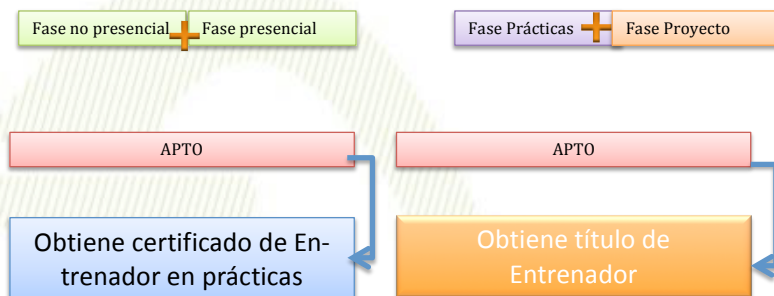 Fase no presencial
Fase presencial
Fase Prácticas
Fase Proyecto
APTO
APTO
Obtiene certificado de En-
trenador en prácticas
Obtiene título de
Entrenador